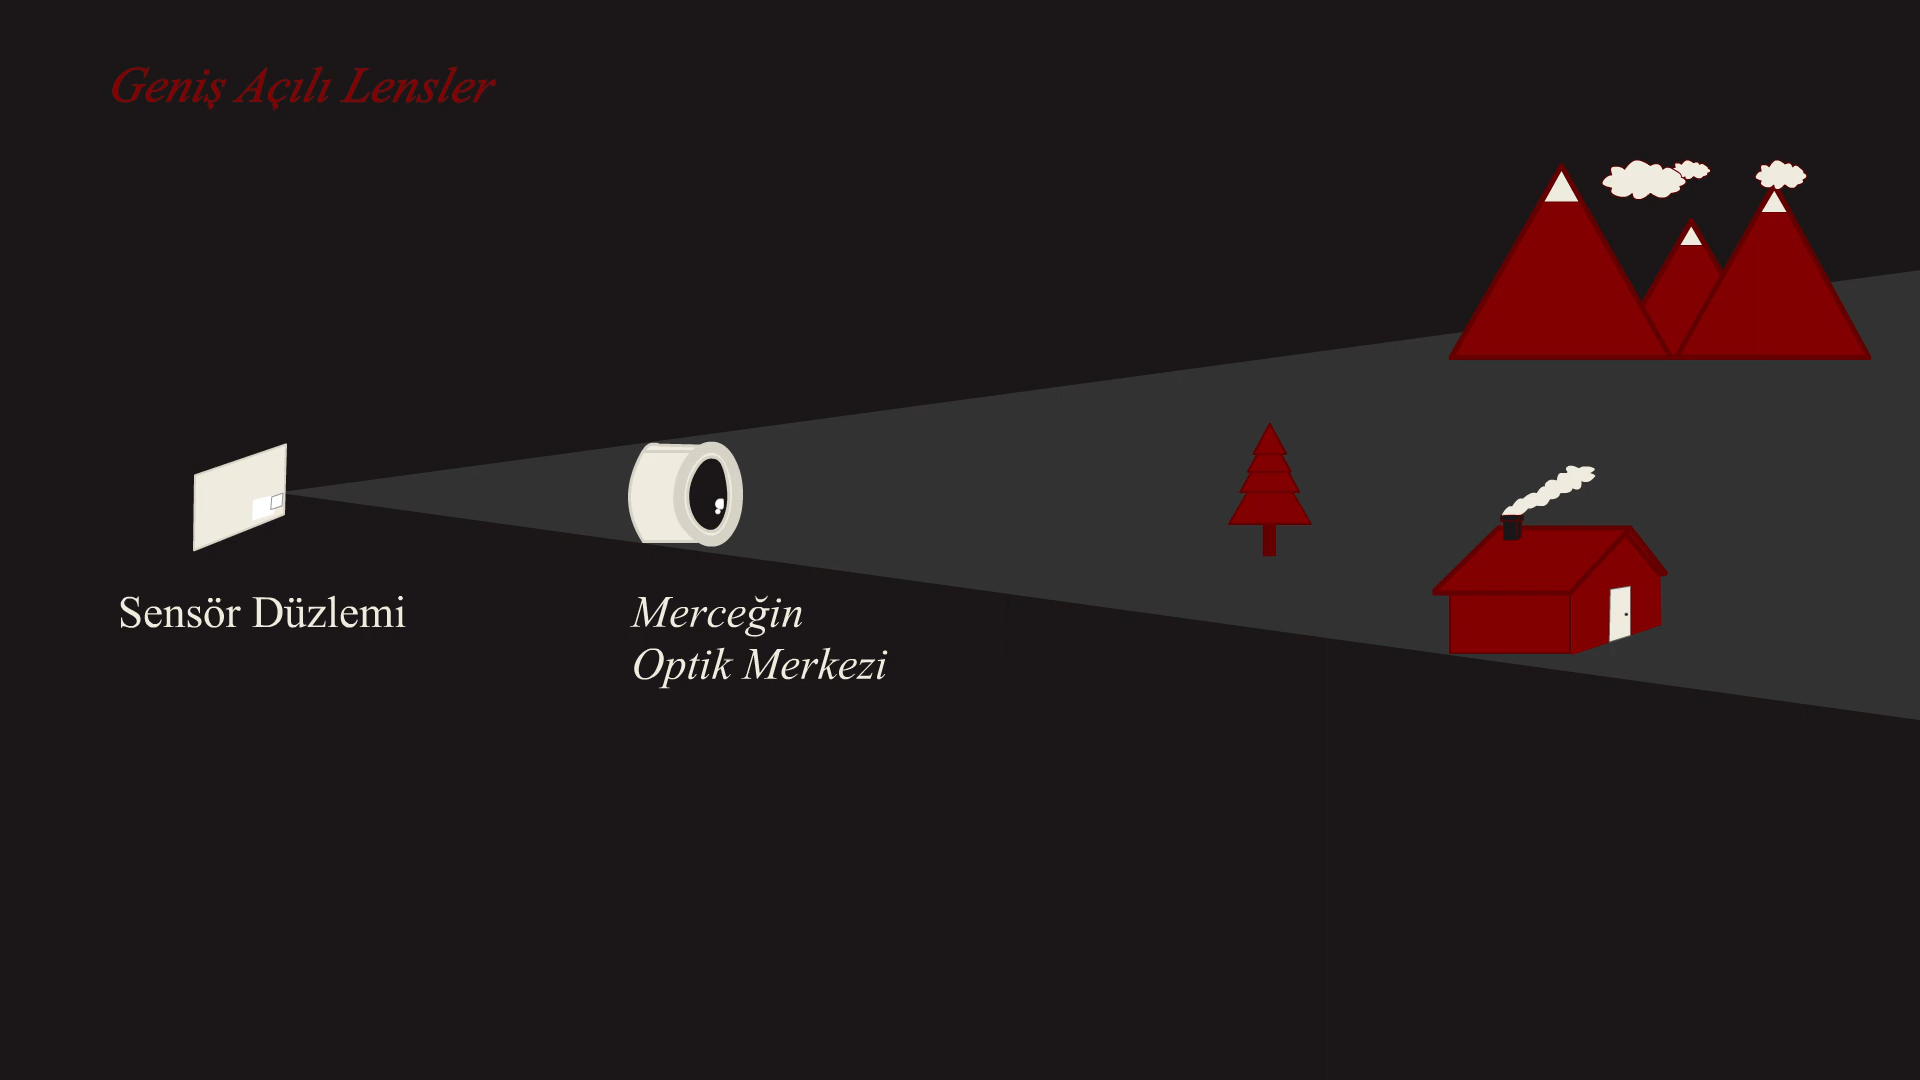 Geniş Açılı Lensler
Sensör Düzlemi
Merceğin
Optik Merkezi